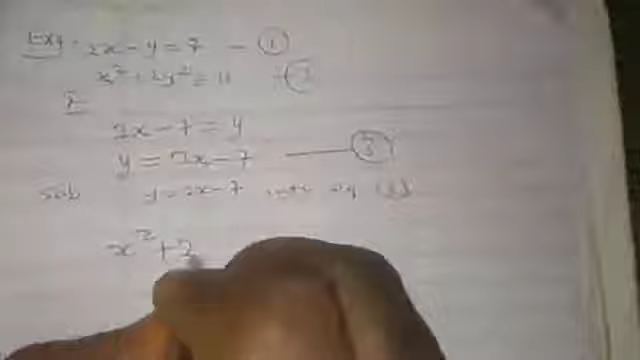 Ex4. 2x - y = 7 - (1)
x² + 2y² = 11 - (2)
2x - 7 = y
y = 2x - 7 —— (3)
Sub y = 2x - 7 into eq (2)
x² + 2